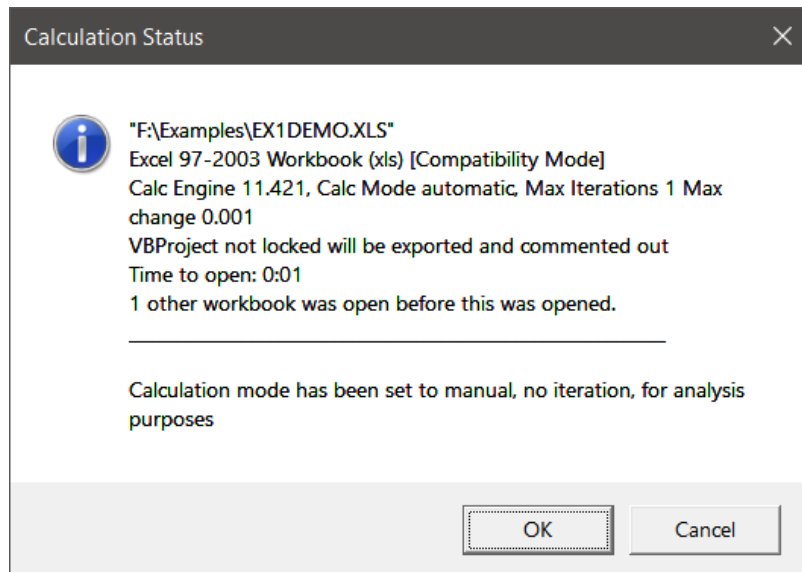 Calculation Status
"F:\Examples\EX1DEMO.XLS"
Excel 97-2003 Workbook (xls) [Compatibility Mode]
Calc Engine 11.421, Calc Mode automatic, Max Iterations 1 Max
change 0.001
VBProject not locked will be exported and commented out
Time to open: 0:01
1 other workbook was open before this was opened.
Calculation mode has been set to manual, no iteration, for analysis
purposes
OK
Cancel